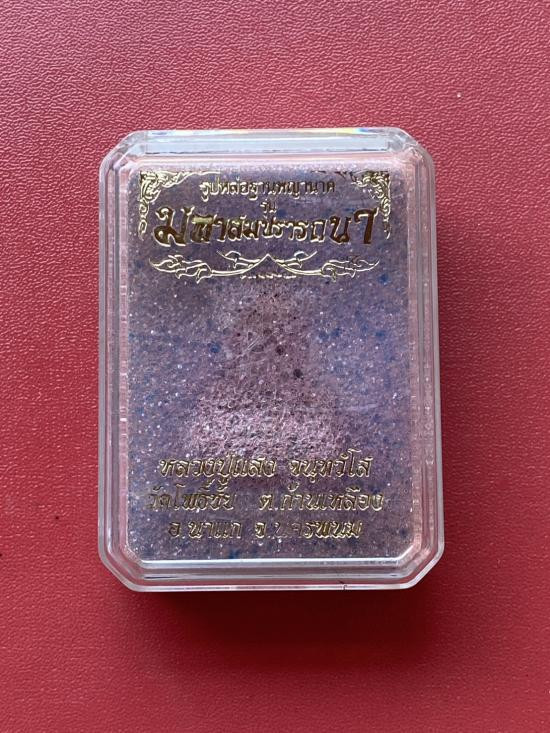 รูปหล่อฐานพญานาค
รุ่น
มหาสมปรารถนา
หลวงปู่แสง จนฺทวํโส
วัดโพธิ์ชัย ต.ก้านเหลือง
อ.นาแก จ.นครพนม